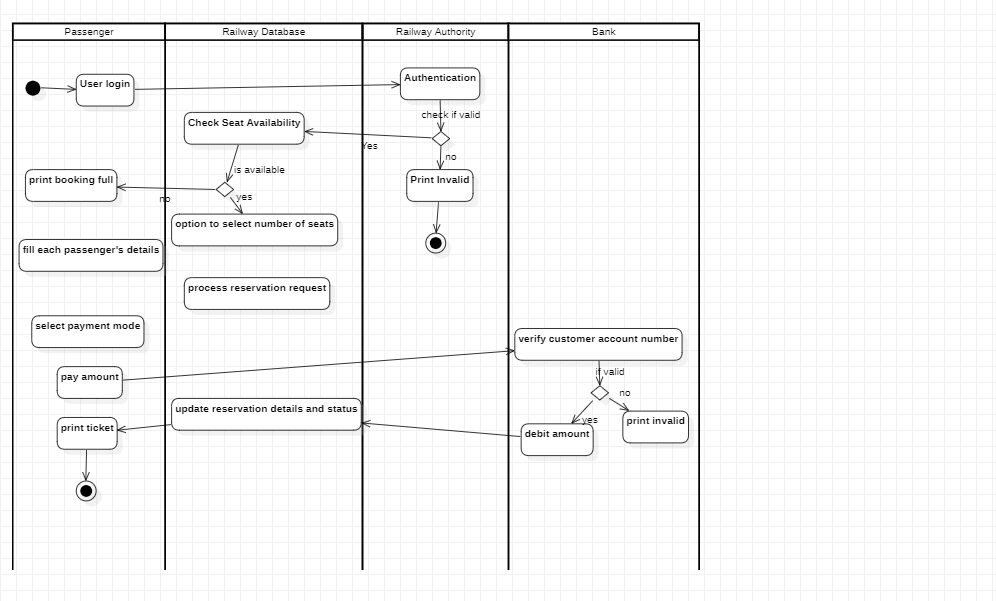 Passenger
Railway Database
Railway Authority
Bank
User login
Authentication
check if valid
Check Seat Availability
Yes
no
is available
print booking full
Print Invalid
no
yes
option to select number of seats
fill each passenger's details
process reservation request
select payment mode
verify customer account number
if valid
pay amount
no
update reservation details and status
yes
print invalid
print ticket
debit amount